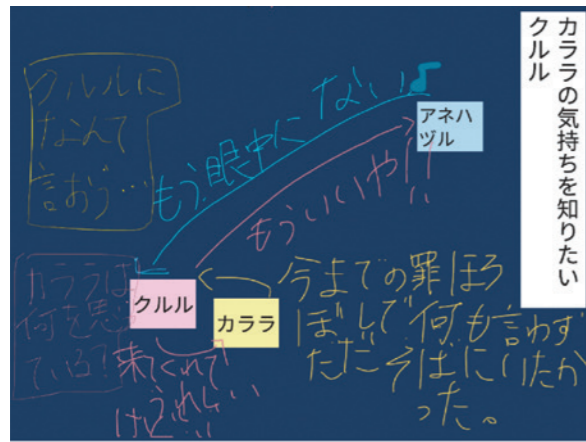 カララの気持ちを知りたい
クルル
クルルに
なんて
言おう…
もう眼中にない
アネハ
ヅル
もういいや!!
カララは
何を思っ
ている?
クルル
カララ
来てくれて
うれしい
けど…
今までの罪ほろ
ぼしで何も言わず
ただそばにいたか
った。